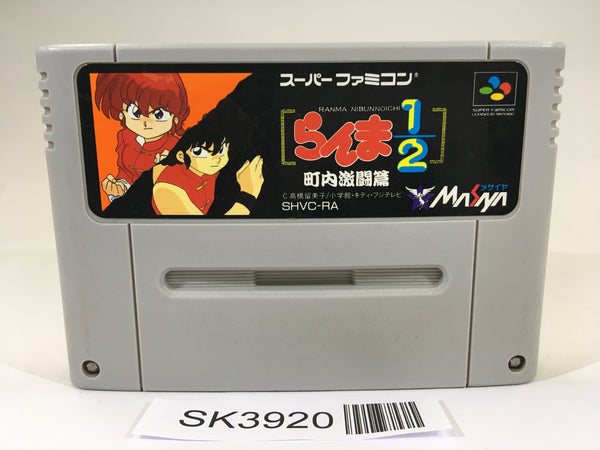 スーパーファミコン®
SUPER FAMICOM
LICENSED BY NINTENDO
RANMA NIBUNNOICHI
らんま1/2
町内激闘篇
©高橋留美子/小学館・キティ・フジテレビ
SHVC-RA
メサイヤ
MASAYA
SK3920